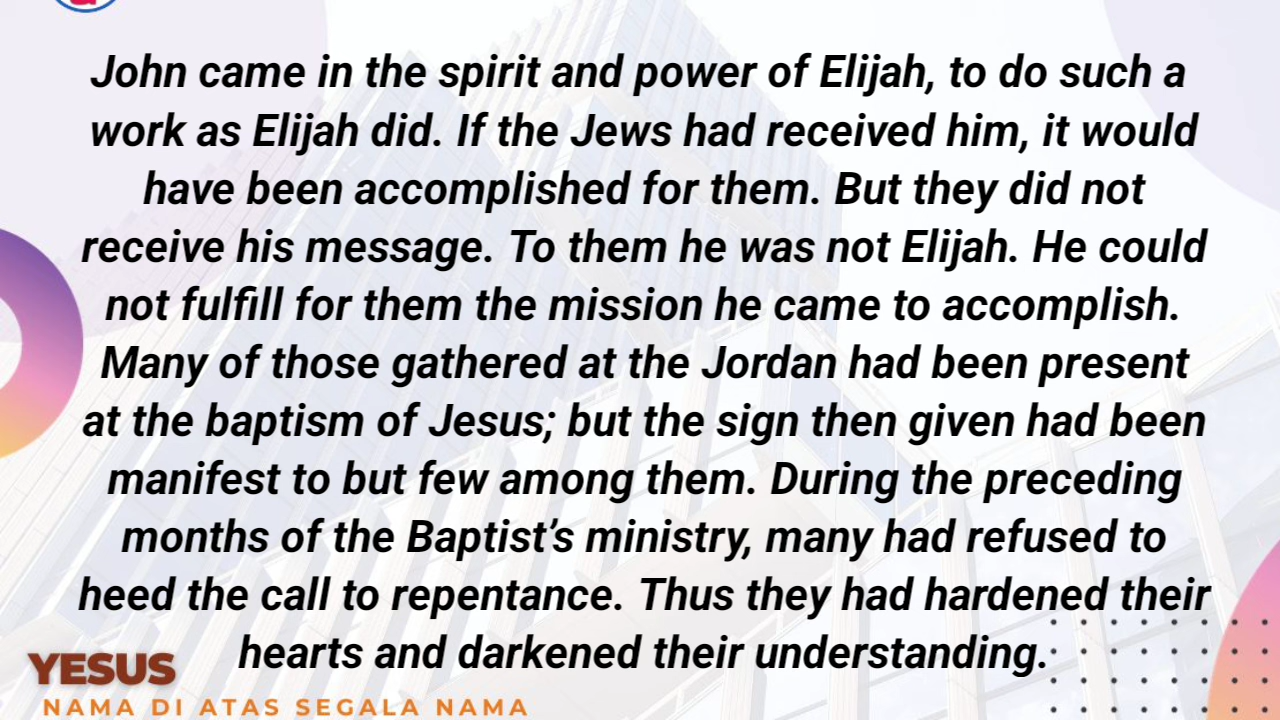 John came in the spirit and power of Elijah, to do such a
work as Elijah did. If the Jews had received him, it would
have been accomplished for them. But they did not
receive his message. To them he was not Elijah. He could
not fulfill for them the mission he came to accomplish.
Many of those gathered at the Jordan had been present
at the baptism of Jesus; but the sign then given had been
manifest to but few among them. During the preceding
months of the Baptist’s ministry, many had refused to
heed the call to repentance. Thus they had hardened their
hearts and darkened their understanding.
YESUS
NAMA DI ATAS SEGALA NAMA